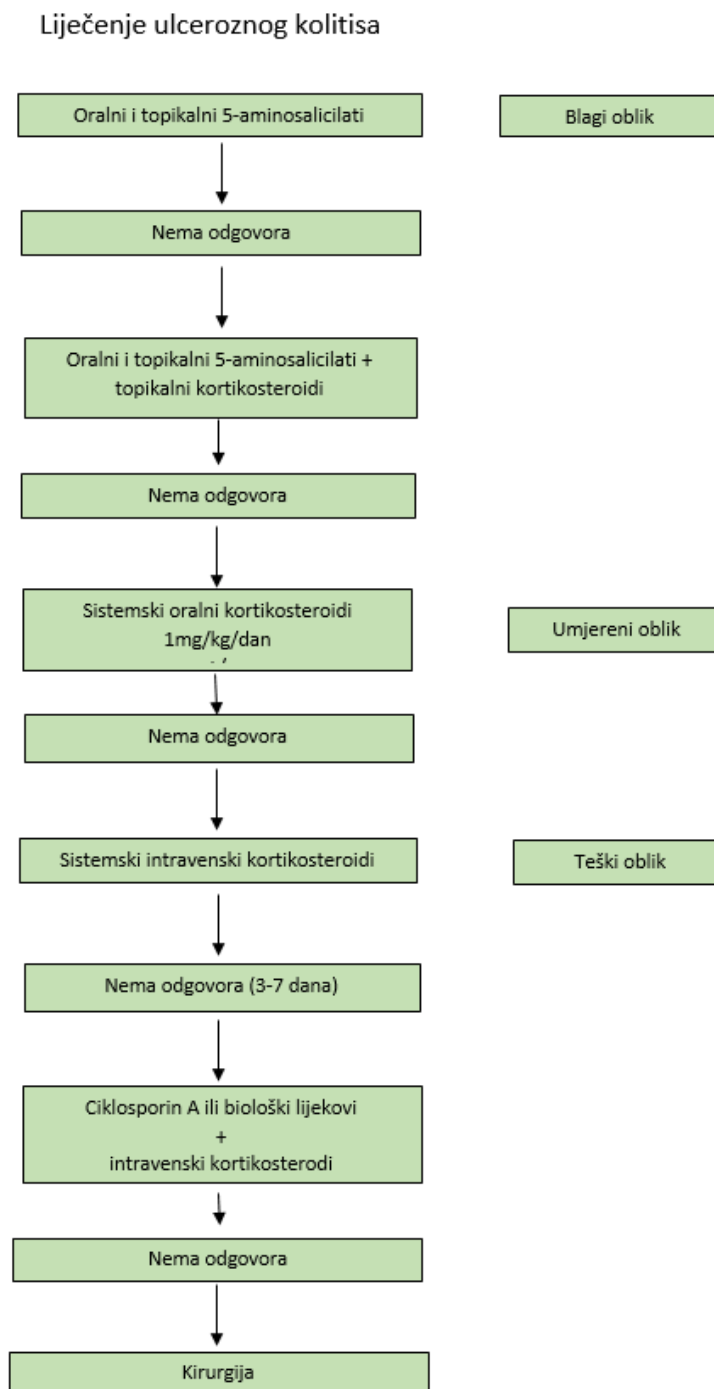 Liječenje ulceroznog kolitisa
Oralni i topikalni 5-aminosalicilati
Blagi oblik
Nema odgovora
Oralni i topikalni 5-aminosalicilati +
topikalni kortikosteroidi
Nema odgovora
Sistemski oralni kortikosteroidi
1mg/kg/dan
Umjereni oblik
Nema odgovora
Sistemski intravenski kortikosteroidi
Teški oblik
Nema odgovora (3-7 dana)
Ciklosporin A ili biološki lijekovi
+
intravenski kortikosterodi
Nema odgovora
Kirurgija